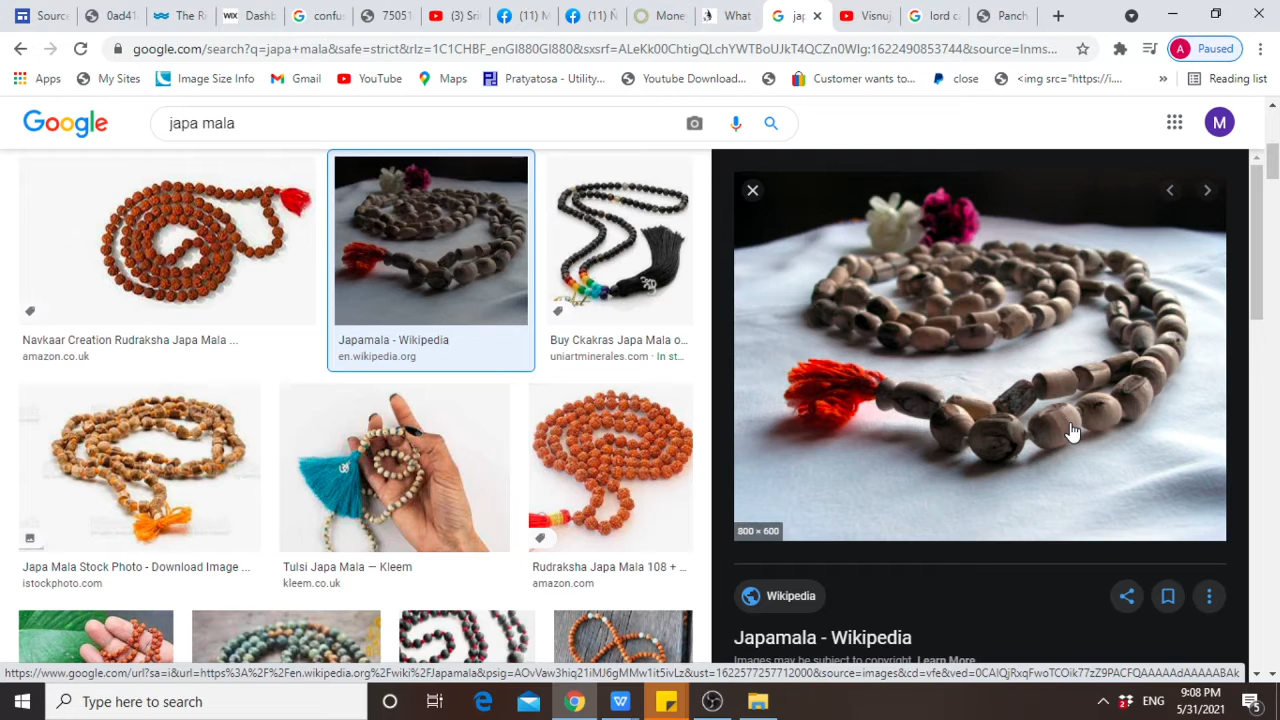 Source
0ad41
The R
WIX Dashb
confus
75051
(3) Sri
(11) M
(11) Ñ
Mone
What
jap
Visnu
lord c
Panch
google.com/search?q=japa+mala&safe=strict&rlz=1C1CHBF_enGI880GI880&sxsrf=ALeKk00ChtigQLchYWTBoUJkT4QCZn0WIg:1622490853744&source=lnms...
A Paused
Apps
My Sites
Image Size Info
Gmail
YouTube
Maps
Pratyatosa - Utility...
Youtube Download...
Customer wants to...
close
<img src="https://i....
»
Reading list
Google
japa mala
M
Navkaar Creation Rudraksha Japa Mala ...
amazon.co.uk
Japamala - Wikipedia
en.wikipedia.org
Buy Ckakras Japa Mala o...
uniartminerales.com · In st...
800 × 600
Japa Mala Stock Photo - Download Image ...
istockphoto.com
Tulsi Japa Mala — Kleem
kleem.co.uk
Rudraksha Japa Mala 108 + ...
amazon.com
Wikipedia
Japamala - Wikipedia
Images may be subject to copyright. Learn More
Type here to search
ENG
9:08 PM
5/31/2021
5